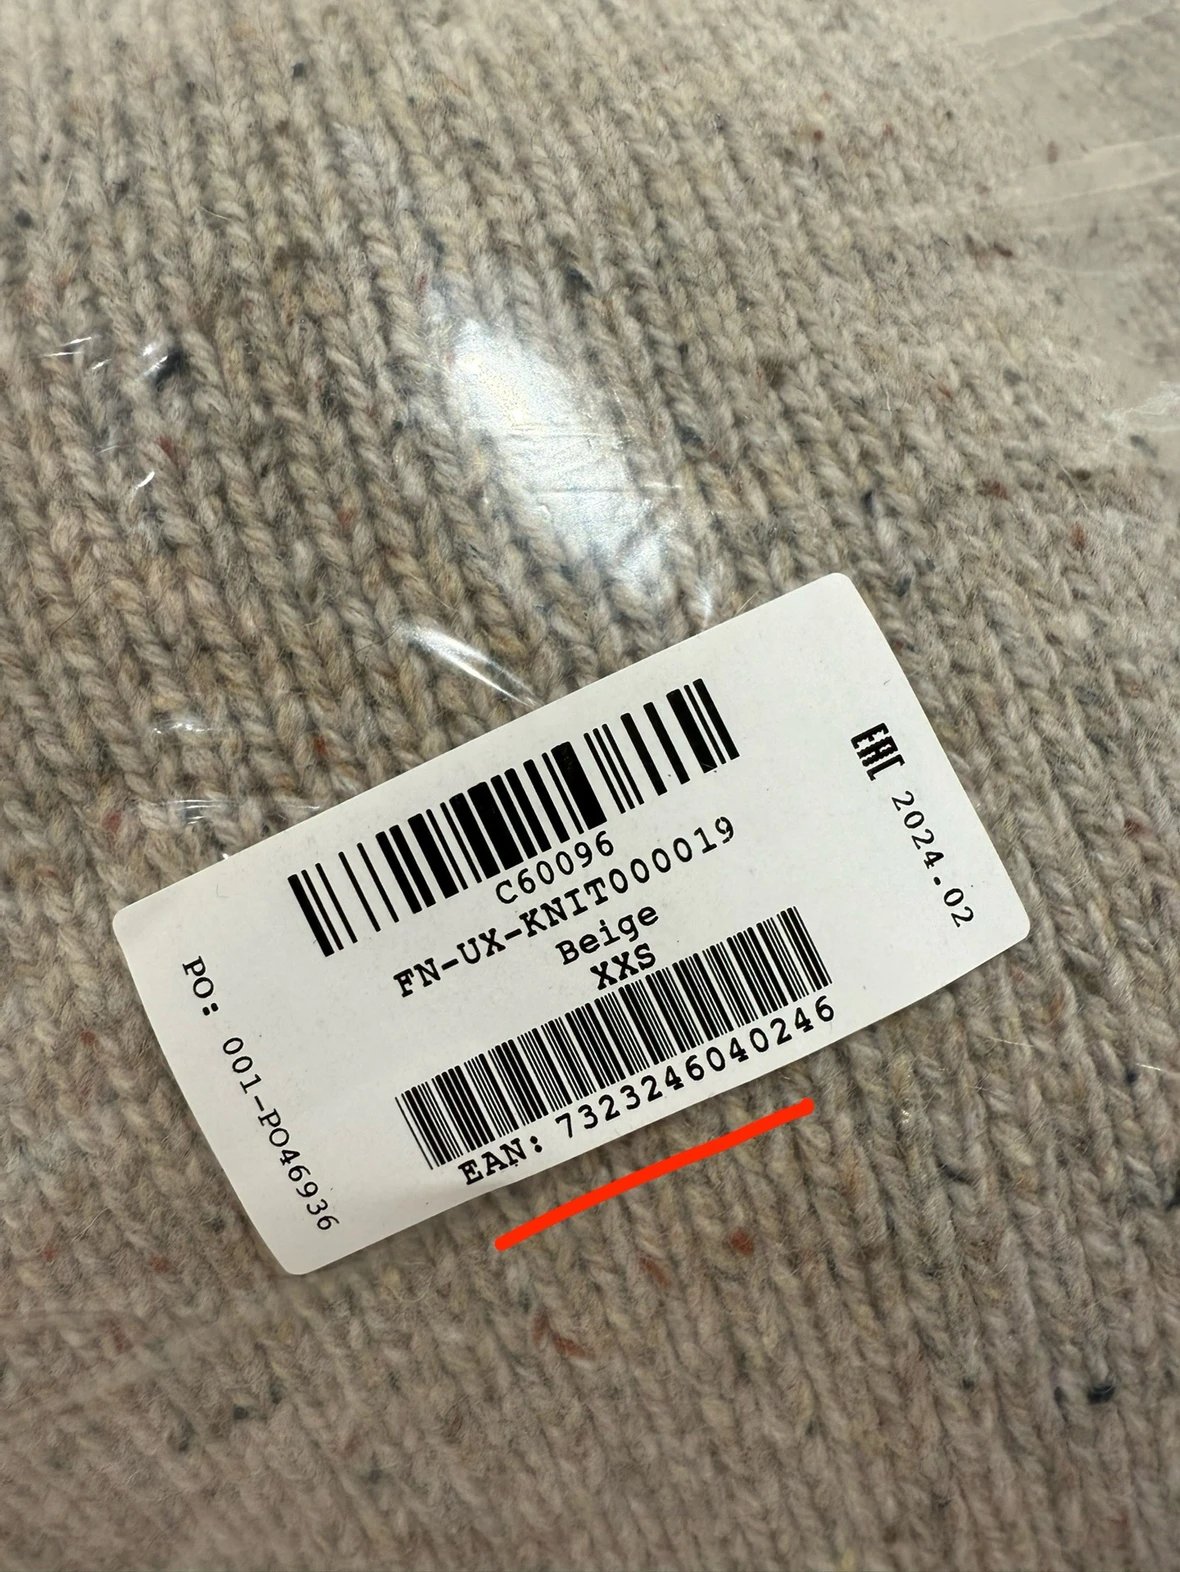 C60096
FN-UX-KNIT000019
Beige
XXS
EAN: 7323246040246
PO: 001-PO46936
EAC 2024.02